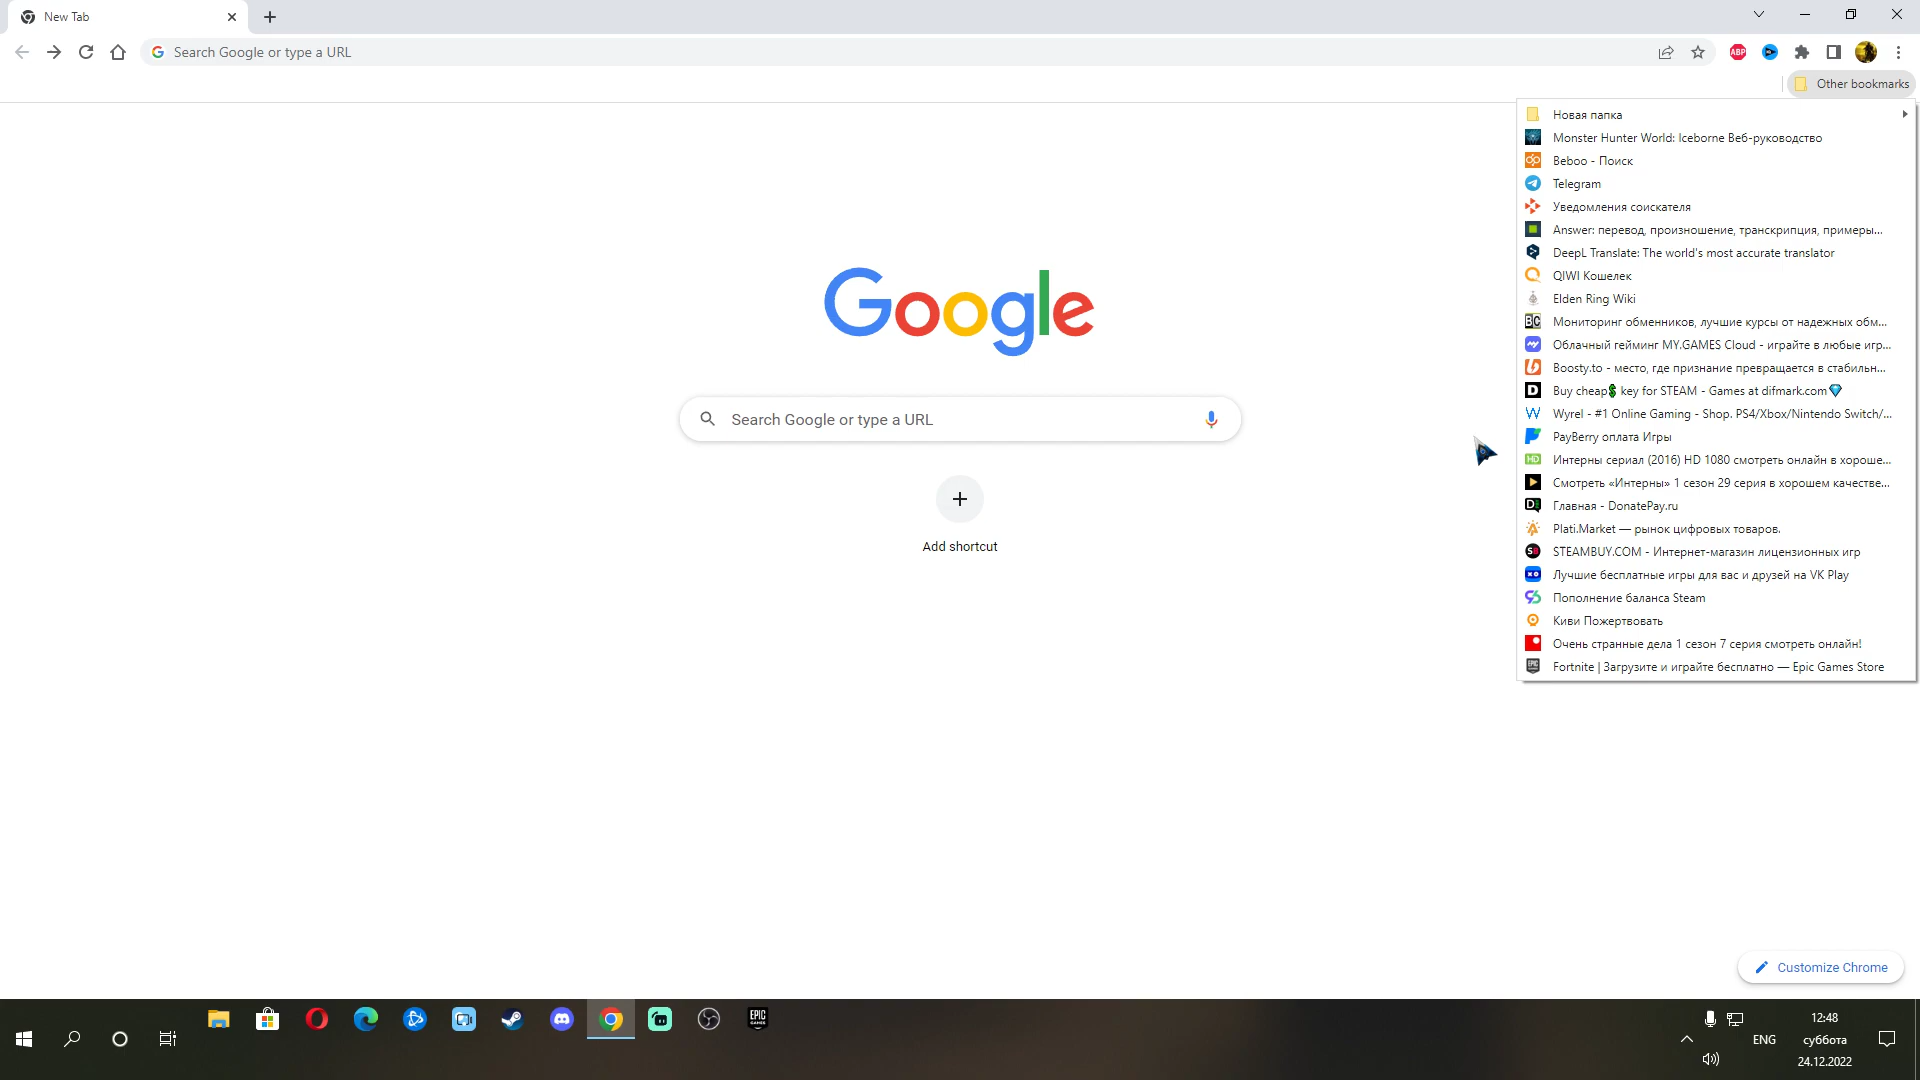 New Tab
Search Google or type a URL
ABP
Other bookmarks
Новая папка
Monster Hunter World: Iceborne Веб-руководство
Beboo - Поиск
Telegram
Уведомления соискателя
Answer: перевод, произношение, транскрипция, примеры...
DeepL Translate: The world's most accurate translator
QIWI Кошелек
Elden Ring Wiki
BC Мониторинг обменников, лучшие курсы от надежных обм...
my Облачный гейминг MY.GAMES Cloud - играйте в любые игр...
Boosty.to - место, где признание превращается в стабильн...
D Buy cheap💲 key for STEAM - Games at difmark.com💎
W Wyrel - #1 Online Gaming - Shop. PS4/Xbox/Nintendo Switch/...
PayBerry оплата Игры
HD Интерны сериал (2016) HD 1080 смотреть онлайн в хороше...
Смотреть «Интерны» 1 сезон 29 серия в хорошем качестве...
Главная - DonatePay.ru
Plati.Market — рынок цифровых товаров.
STEAMBUY.COM - Интернет-магазин лицензионных игр
Лучшие бесплатные игры для вас и друзей на VK Play
Пополнение баланса Steam
Киви Пожертвовать
Очень странные дела 1 сезон 7 серия смотреть онлайн!
EPIC Fortnite | Загрузите и играйте бесплатно — Epic Games Store
Google
Search Google or type a URL
Add shortcut
Customize Chrome
EPIC
GAMES
12:48
ENG
суббота
24.12.2022